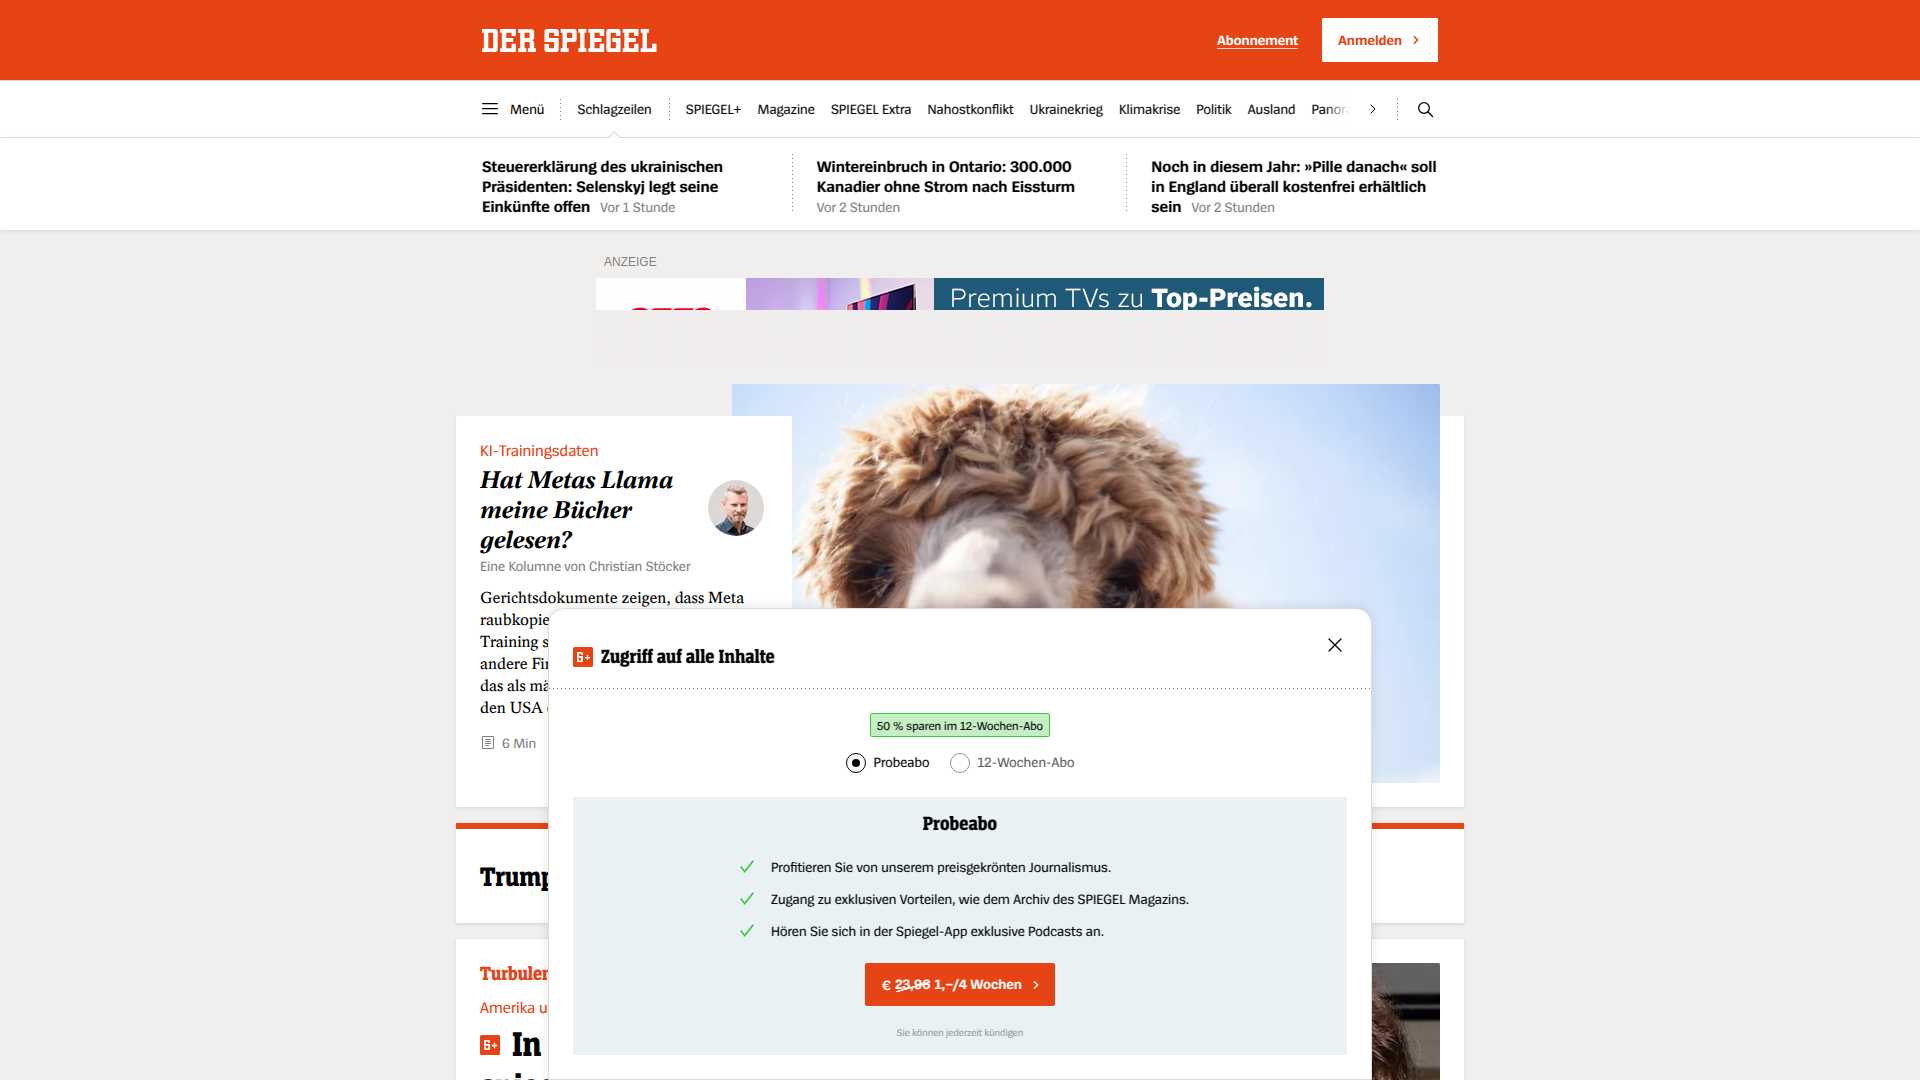 DER SPIEGEL
Abonnement
Anmelden
Menü
Schlagzeilen
SPIEGEL+
Magazine
SPIEGEL Extra
Nahostkonflikt
Ukrainekrieg
Klimakrise
Politik
Ausland
Steuererklärung des ukrainischen
Präsidenten: Selenskyj legt seine
Einkünfte offen Vor 1 Stunde
Wintereinbruch in Ontario: 300.000
Kanadier ohne Strom nach Eissturm
Vor 2 Stunden
Noch in diesem Jahr: »Pille danach« soll
in England überall kostenfrei erhältlich
sein Vor 2 Stunden
ANZEIGE
Premium TVs zu Top-Preisen.
KI-Trainingsdaten
Hat Metas Llama
meine Bücher
gelesen?
Eine Kolumne von Christian Stöcker
Gerichtsdokumente zeigen, dass Meta
raubkopie
Training s
andere Fin
das als mä
den USA
6 Min
Zugriff auf alle Inhalte
50 % sparen im 12-Wochen-Abo
Probeabo
12-Wochen-Abo
Probeabo
Profitieren Sie von unserem preisgekrönten Journalismus.
Zugang zu exklusiven Vorteilen, wie dem Archiv des SPIEGEL Magazins.
Hören Sie sich in der Spiegel-App exklusive Podcasts an.
€ 23,96 1,–/4 Wochen
Sie können jederzeit kündigen
Trump
Turbulen
Amerika u
In